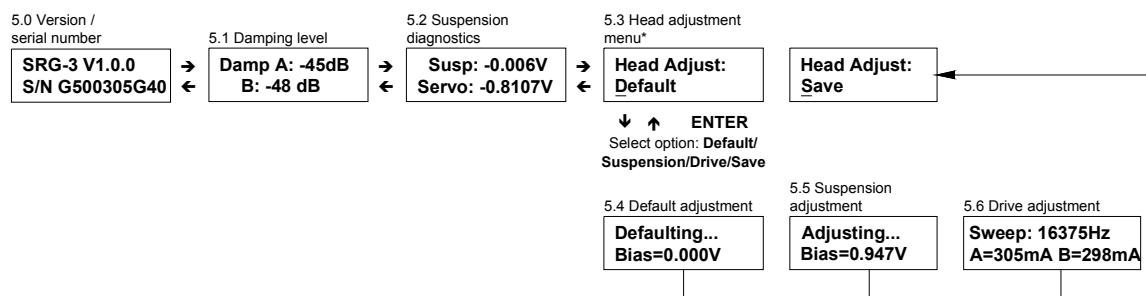 5.0 Version /
serial number
SRG-3 V1.0.0
S/N G500305G40
5.1 Damping level
Damp A: -45dB
B: -48 dB
5.2 Suspension
diagnostics
Susp: -0.006V
Servo: -0.8107V
5.3 Head adjustment
menu*
Head Adjust:
Default
Head Adjust:
Save
ENTER
Select option: Default/
Suspension/Drive/Save
5.4 Default adjustment
Defaulting...
Bias=0.000V
5.5 Suspension
adjustment
Adjusting...
Bias=0.947V
5.6 Drive adjustment
Sweep: 16375Hz
A=305mA B=298mA